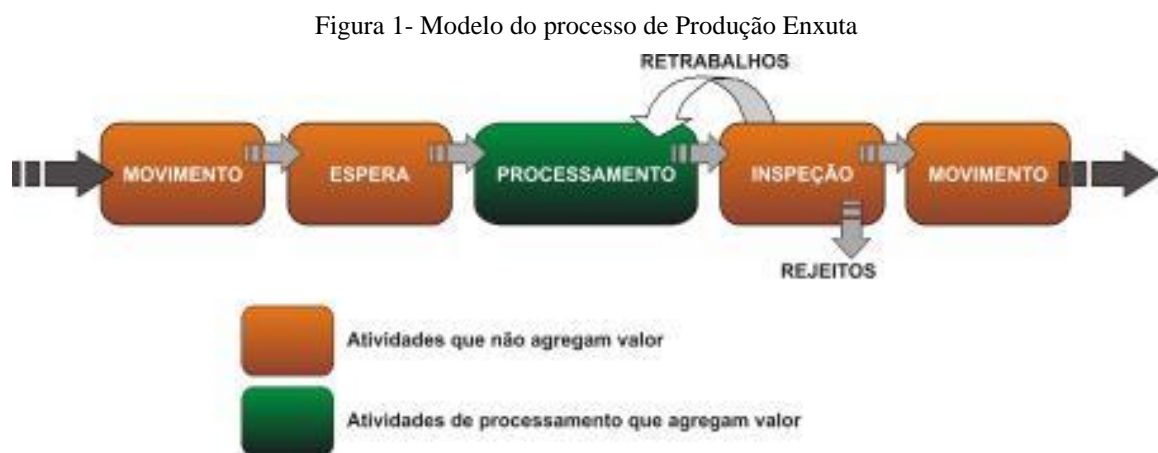 Figura 1- Modelo do processo de Produção Enxuta
RETRABALHOS
MOVIMENTO
ESPERA
PROCESSAMENTO
INSPEÇÃO
MOVIMENTO
REJEITOS
Atividades que não agregam valor
Atividades de processamento que agregam valor